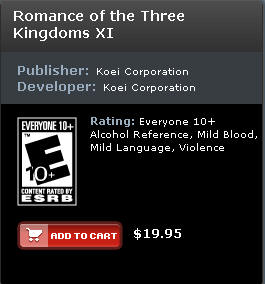 Romance of the Three
Kingdoms XI
Publisher: Koei Corporation
Developer: Koei Corporation
EVERYONE 10+
E
10+
CONTENT RATED BY
ESRB
Rating: Everyone 10+
Alcohol Reference, Mild Blood,
Mild Language, Violence
ADD TO CART $19.95